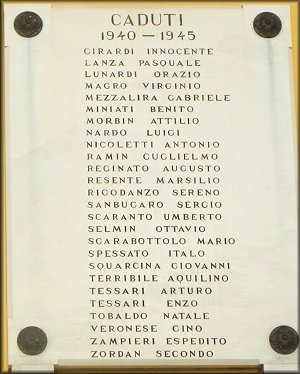 CADUTI
1940 — 1945
GIRARDI INNOCENTE
LANZA PASQUALE
LUNARDI ORAZIO
MAGRO VIRGINIO
MEZZALIRA GABRIELE
MINIATI BENITO
MORBIN ATTILIO
NARDO LUIGI
NICOLETTI ANTONIO
RAMIN GUGLIELMO
REGINATO AUGUSTO
RESENTE MARSILIO
RIGODANZO SERENO
SANBUGARO SERGIO
SCARANTO UMBERTO
SELMIN OTTAVIO
SCARABOTTOLO MARIO
SPESSATO ITALO
SQUARCINA GIOVANNI
TERRIBILE AQUILINO
TESSARI ARTURO
TESSARI ENZO
TOBALDO NATALE
VERONESE GINO
ZAMPIERI ESPEDITO
ZORDAN SECONDO